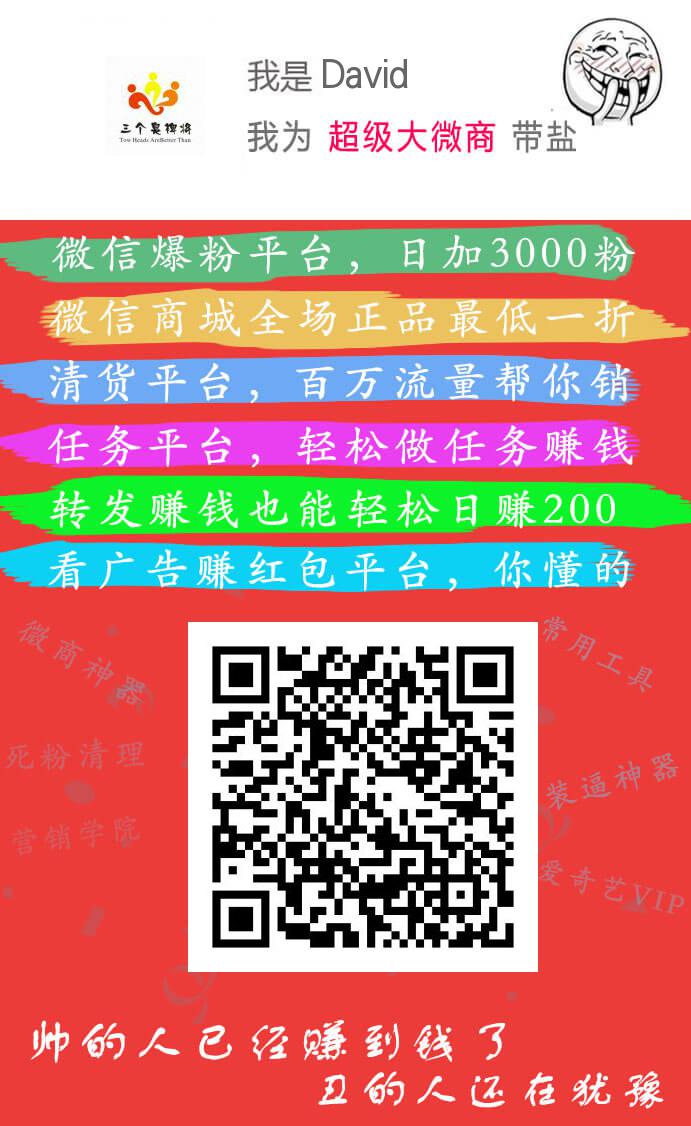 我是 David
我为 超级大微商 带盐
三个臭裨将
Tow Heads AreBetter Than
微信爆粉平台，日加3000粉
微信商城全场正品最低一折
清货平台，百万流量帮你销
任务平台，轻松做任务赚钱
转发赚钱也能轻松日赚200
看广告赚红包平台，你懂的
微商神器
常用工具
死粉清理
装逼神器
营销学院
爱奇艺VIP
帅的人已经赚到钱了
丑的人还在犹豫